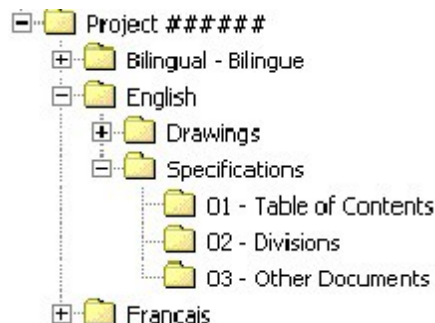 Project ######
Bilingual - Bilingue
English
Drawings
Specifications
01 - Table of Contents
02 - Divisions
03 - Other Documents
Francais